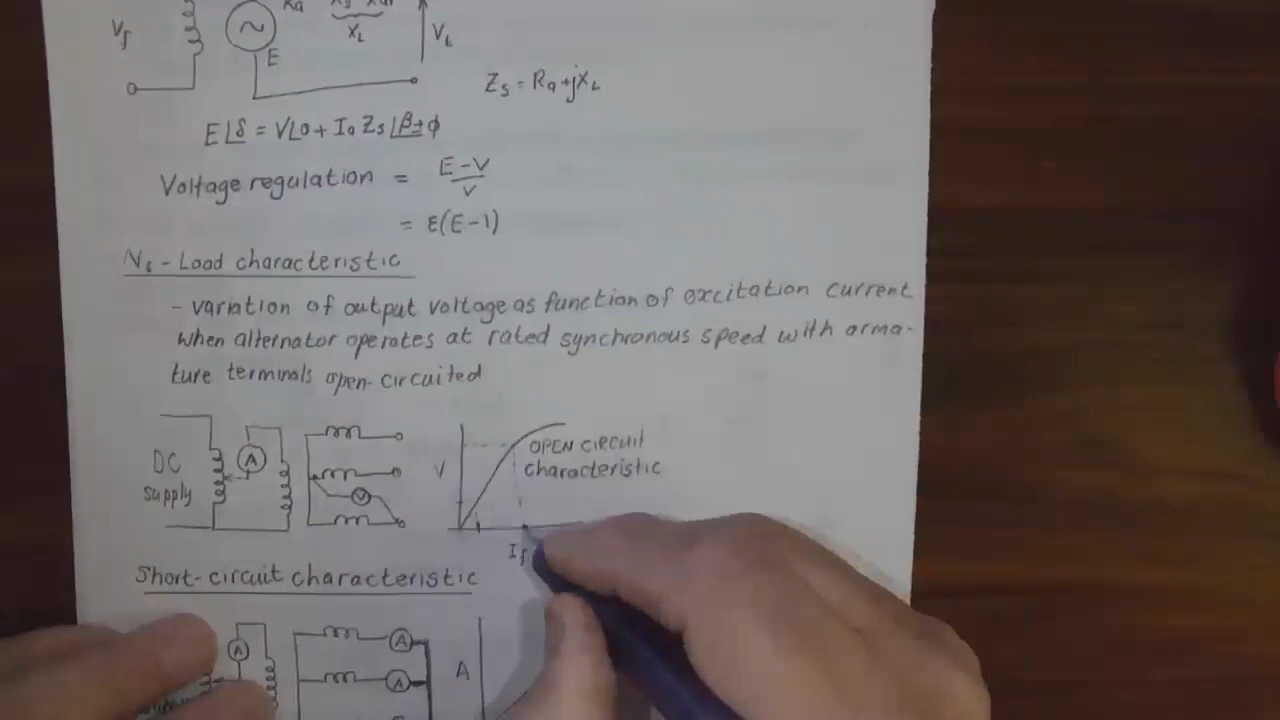 Vf
E
VL
XL
Zs = Ra+jXL
E∠δ = V∠0 + Ia Zs∠β±φ
Voltage regulation = E-V
V
= ε(E-1)
-Load characteristic
- variation of output voltage as function of excitation current
when alternator operates at rated synchronous speed with arma-
ture terminals open-circuited
DC
supply
A
V
V
OPEN circuit
characteristic
If
Short-circuit characteristic
A
A
A
A